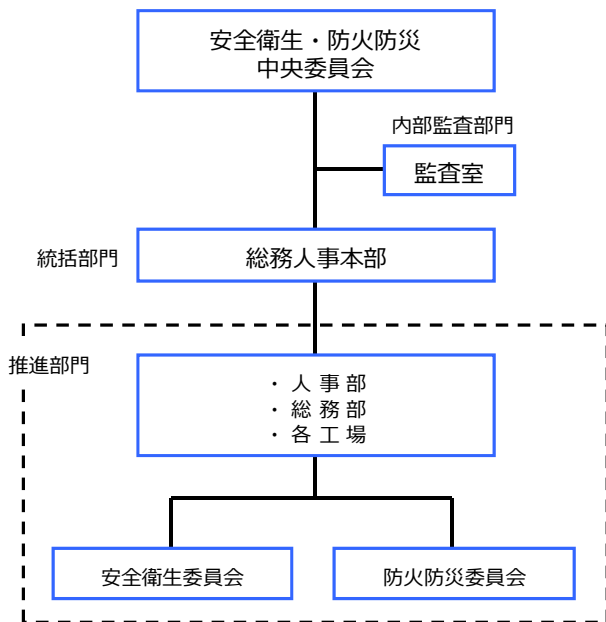 安全衛生・防火防災
中央委員会
内部監査部門
監査室
統括部門
総務人事本部
推進部門
・ 人 事 部
・ 総 務 部
・ 各 工 場
安全衛生委員会
防火防災委員会